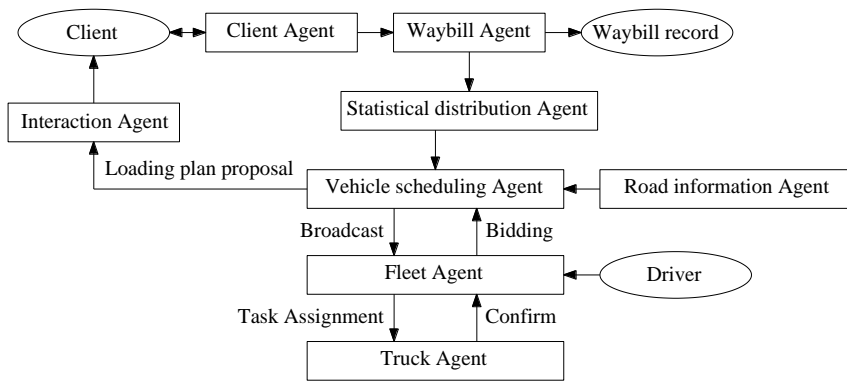 Client
Client Agent
Waybill Agent
Waybill record
Interaction Agent
Statistical distribution Agent
Loading plan proposal
Vehicle scheduling Agent
Road information Agent
Broadcast
Bidding
Fleet Agent
Driver
Task Assignment
Confirm
Truck Agent